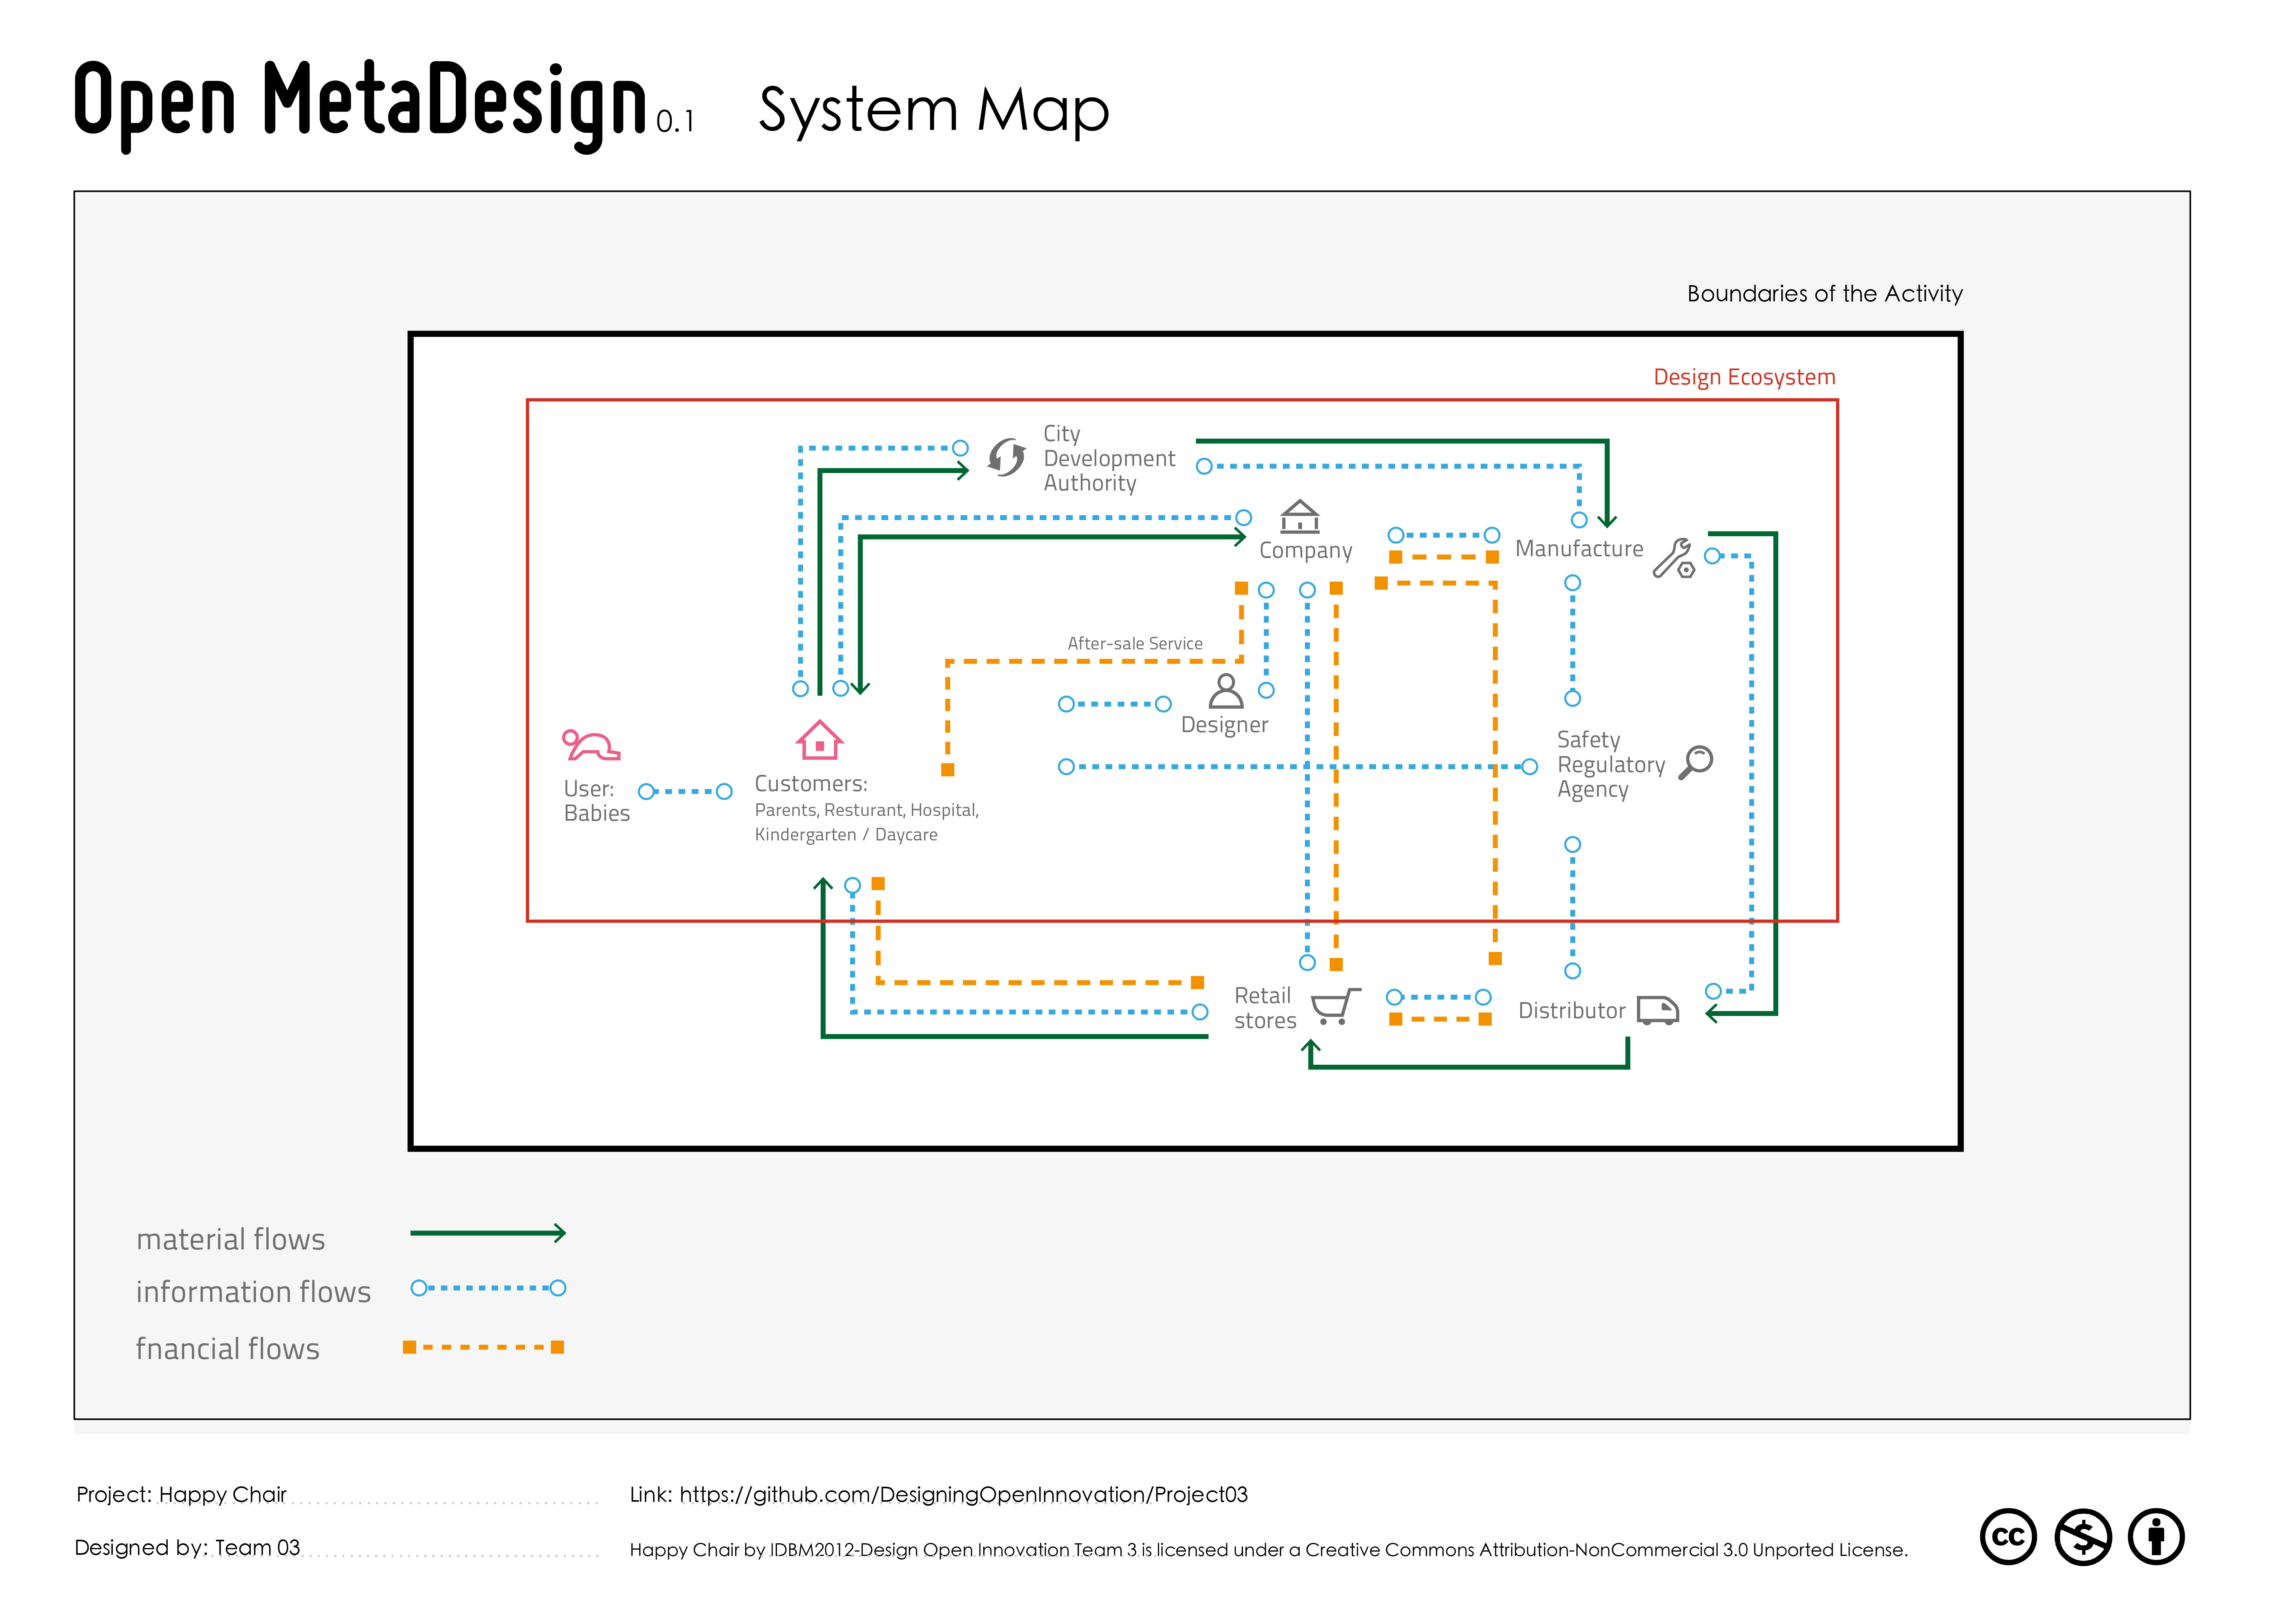 Open MetaDesign 0.1 System Map
Boundaries of the Activity
Design Ecosystem
City
Development
Authority
Company
Manufacture
After-sale Service
Designer
User:
Babies
Customers:
Parents, Resturant, Hospital,
Kindergarten / Daycare
Safety
Regulatory
Agency
Retail
stores
Distributor
material flows
information flows
fnancial flows
Project: Happy Chair
Link: https://github.com/DesigningOpenInnovation/Project03
Designed by: Team 03
Happy Chair by IDBM2012-Design Open Innovation Team 3 is licensed under a Creative Commons Attribution-NonCommercial 3.0 Unported License.
cc